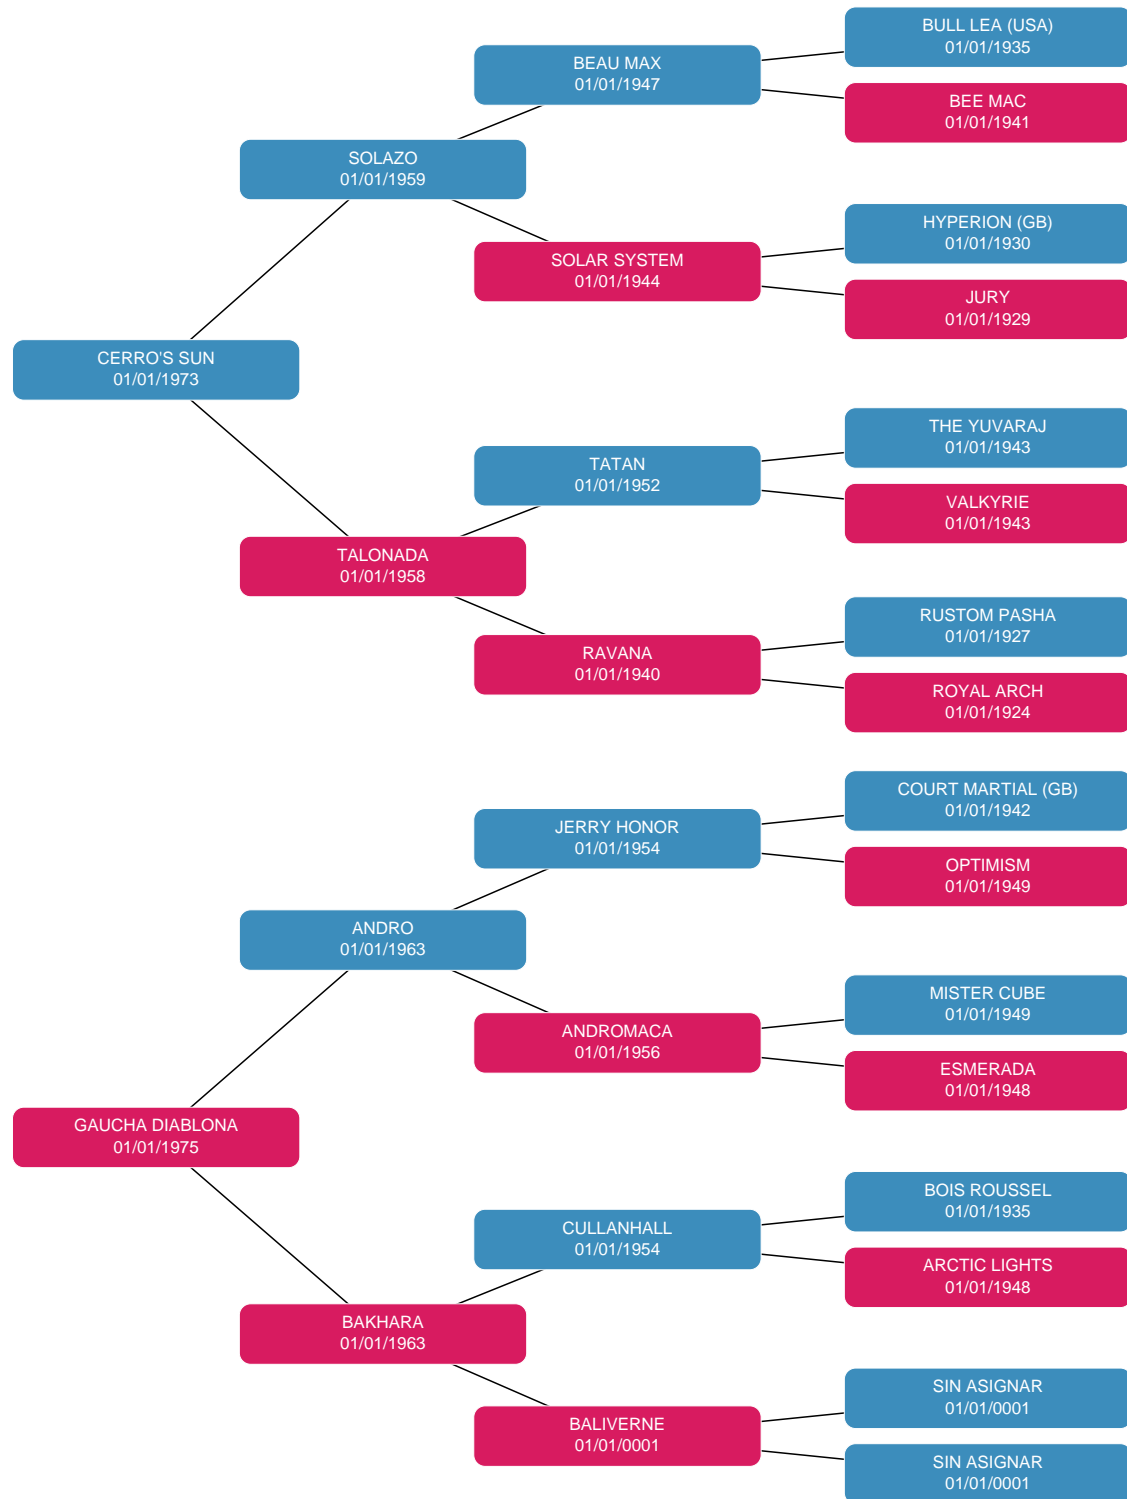 BULL LEA (USA)
01/01/1935
BEAU MAX
01/01/1947
BEE MAC
01/01/1941
SOLAZO
01/01/1959
HYPERION (GB)
01/01/1930
SOLAR SYSTEM
01/01/1944
JURY
01/01/1929
CERRO'S SUN
01/01/1973
THE YUVARAJ
01/01/1943
TATAN
01/01/1952
VALKYRIE
01/01/1943
TALONADA
01/01/1958
RUSTOM PASHA
01/01/1927
RAVANA
01/01/1940
ROYAL ARCH
01/01/1924
COURT MARTIAL (GB)
01/01/1942
JERRY HONOR
01/01/1954
OPTIMISM
01/01/1949
ANDRO
01/01/1963
MISTER CUBE
01/01/1949
ANDROMACA
01/01/1956
ESMERADA
01/01/1948
GAUCHA DIABLONA
01/01/1975
BOIS ROUSSEL
01/01/1935
CULLANHALL
01/01/1954
ARCTIC LIGHTS
01/01/1948
BAKHARA
01/01/1963
SIN ASIGNAR
01/01/0001
BALIVERNE
01/01/0001
SIN ASIGNAR
01/01/0001